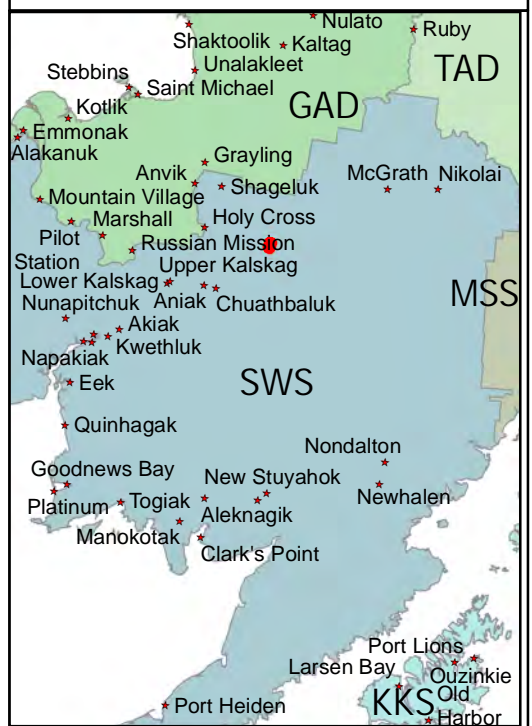 Nulato
Ruby
Shaktoolik
Kaltag
Unalakleet
TAD
Stebbins
Saint Michael
GAD
Kotlik
Emmonak
Alakanuk
Grayling
Anvik
Shageluk
McGrath
Nikolai
Mountain Village
Marshall
Holy Cross
Pilot
Station
Russian Mission
Upper Kalskag
Lower Kalskag
Nunapitchuk
Aniak
Chuathbaluk
MSS
Akiak
Kwethluk
Napakiak
Eek
SWS
Quinhagak
Nondalton
Goodnews Bay
New Stuyahok
Newhalen
Platinum
Togiak
Aleknagik
Manokotak
Clark's Point
Port Lions
Larsen Bay
Ouzinkie
KKS
Old
Harbor
Port Heiden